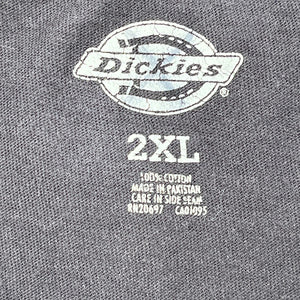 Dickies
®
2XL
100% COTTON
MADE IN PAKISTAN
CARE IN SIDE SEAM
RN20697 CA01095